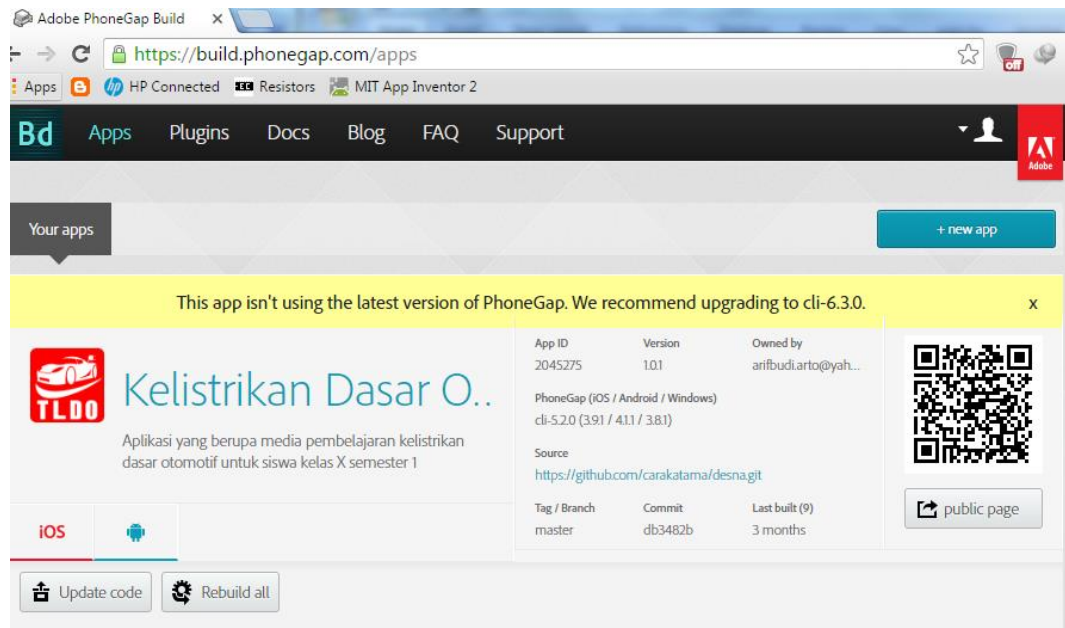 Adobe PhoneGap Build
https://build.phonegap.com/apps
off
Apps HP Connected Resistors MIT App Inventor 2
Bd Apps Plugins Docs Blog FAQ Support
Adobe
Your apps
+ new app
This app isn't using the latest version of PhoneGap. We recommend upgrading to cli-6.3.0. x
TLDO
Kelistrikan Dasar O..
Aplikasi yang berupa media pembelajaran kelistrikan
dasar otomotif untuk siswa kelas X semester 1
App ID Version Owned by
2045275 1.0.1 arifbudi.arto@yah...
PhoneGap (iOS / Android / Windows)
cli-5.2.0 (3.9.1 / 4.1.1 / 3.8.1)
Source
https://github.com/carakatama/desna.git
Tag / Branch Commit Last built (9)
master db3482b 3 months
public page
iOS
Update code Rebuild all